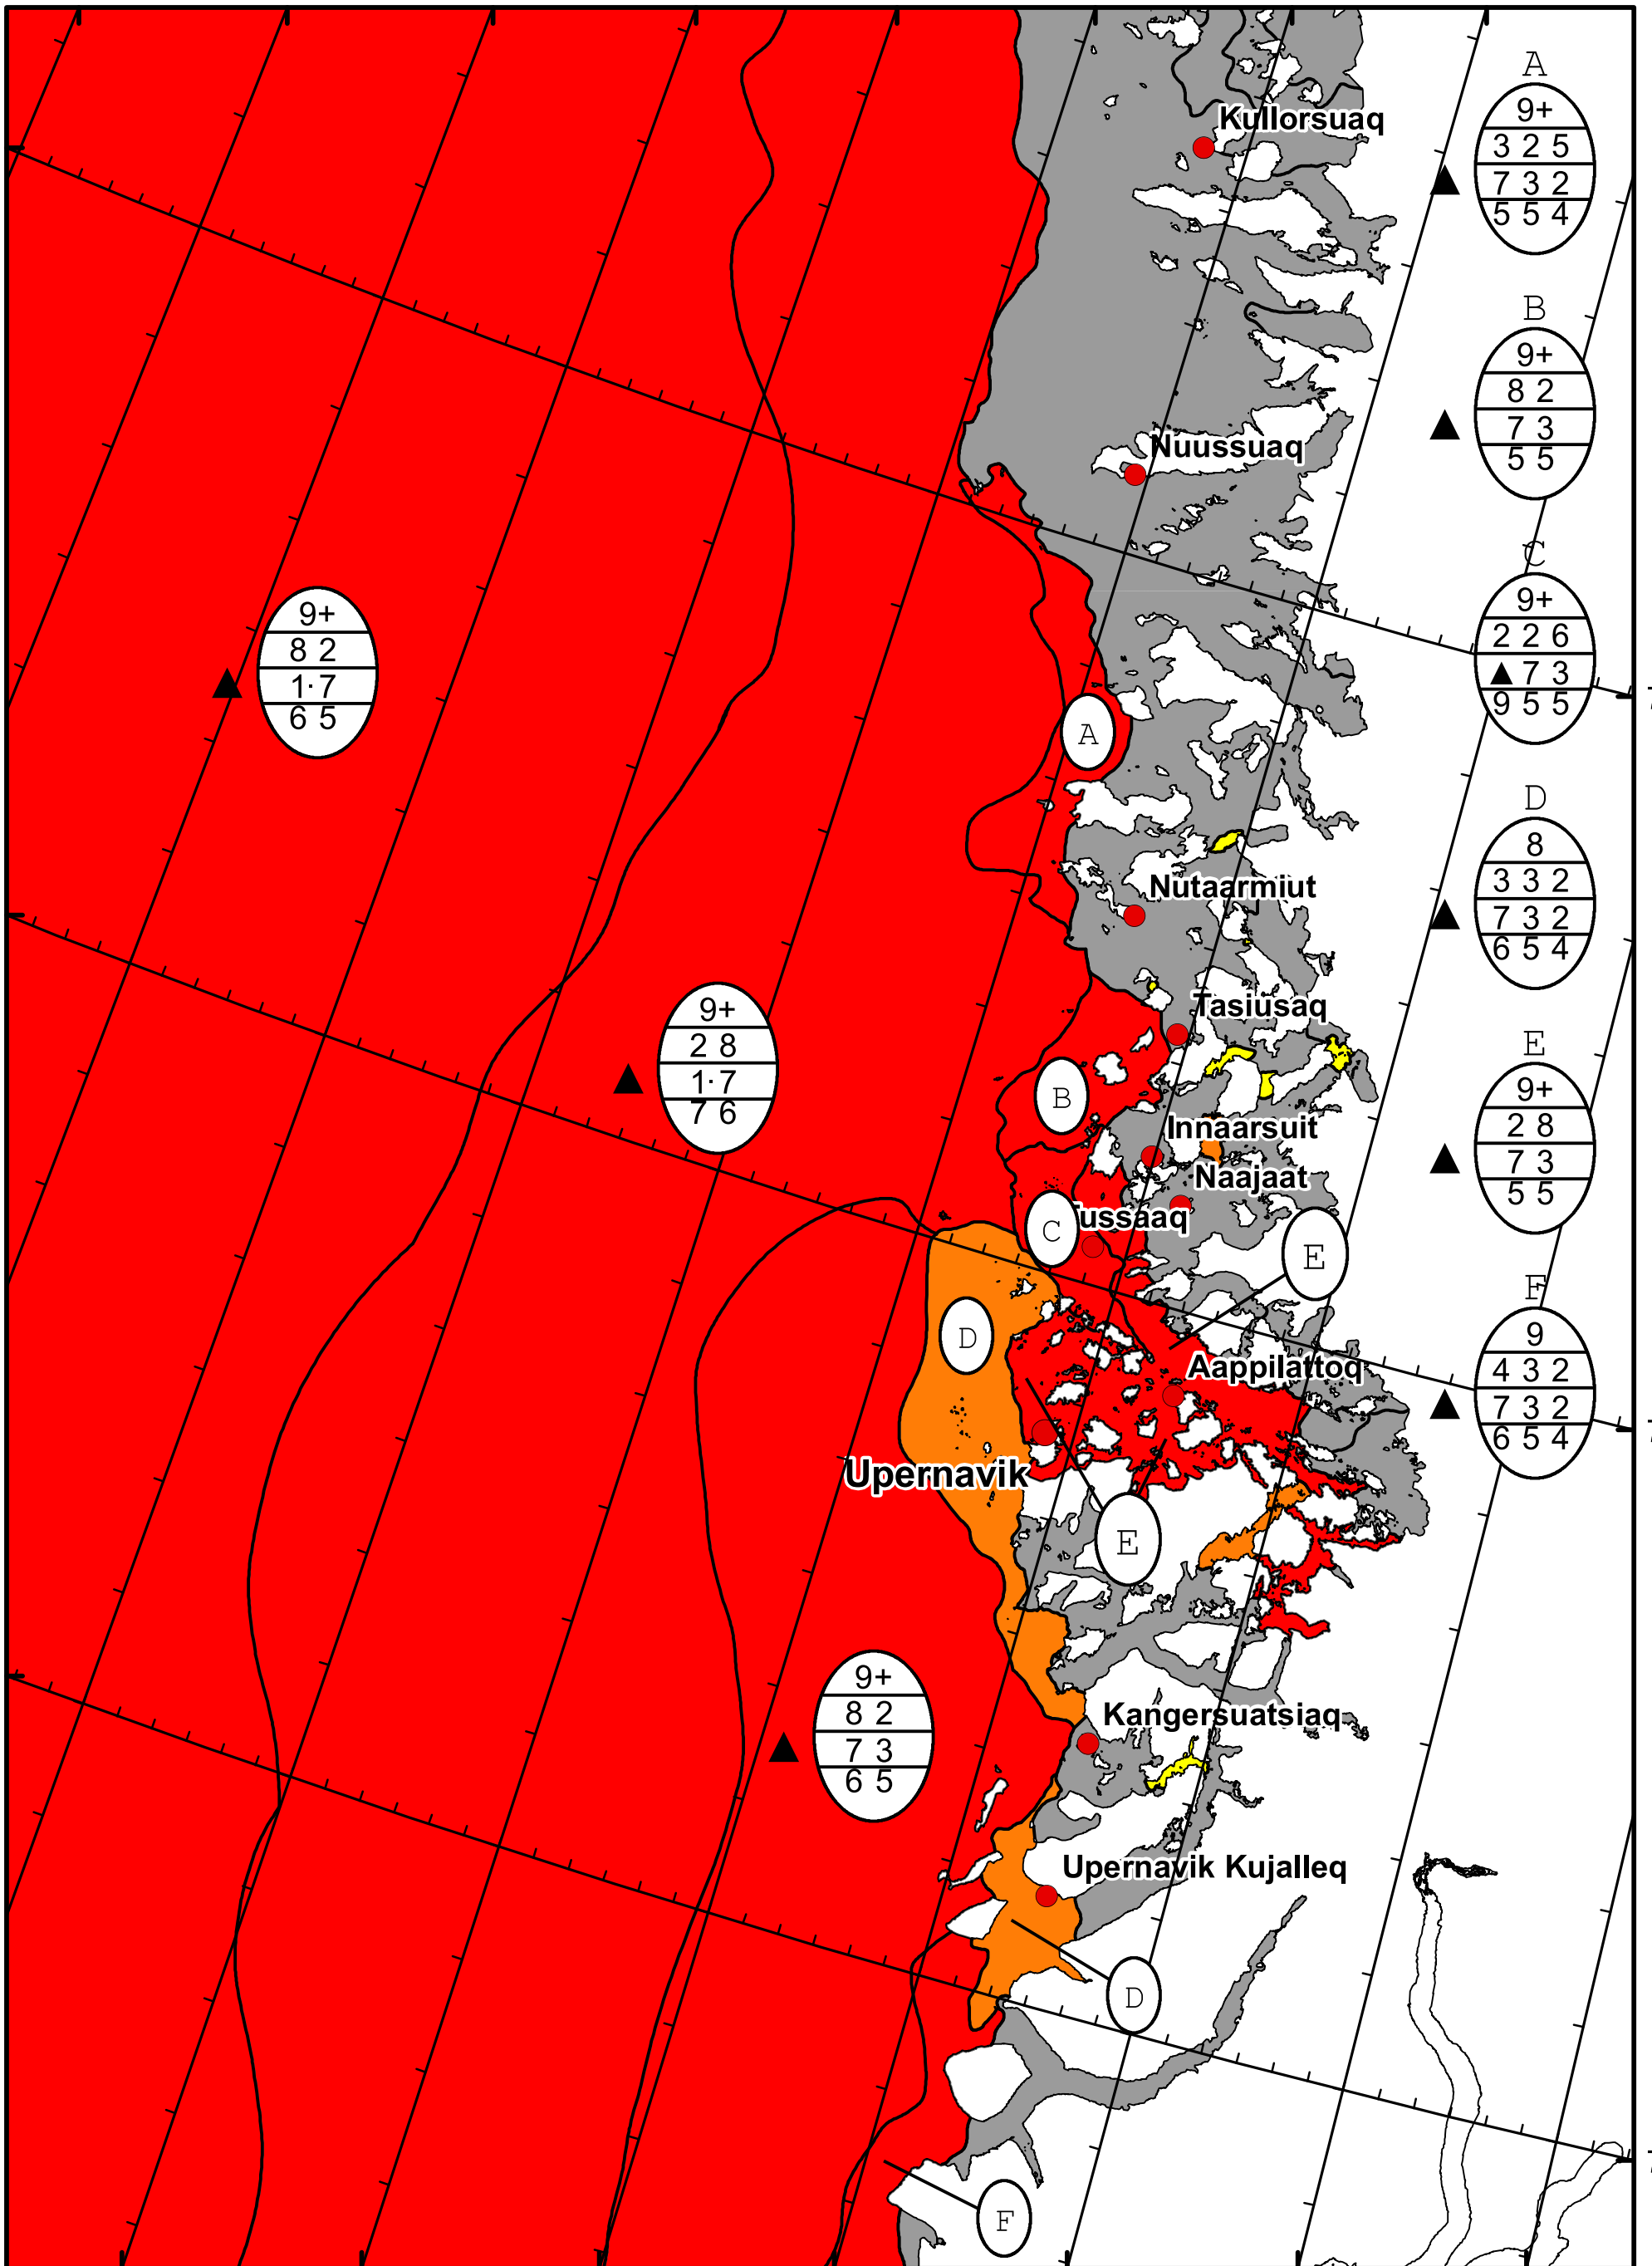 Kullorsuaq
Nuussuaq
Nutaarmiut
Tasiusaq
Innaarsuit
Naajaat
ussaaq
Aappilattoq
Upernavik
Kangersuatsiaq
Upernavik Kujalleq
9+
8 2
1·7
6 5
9+
2 8
1·7
7 6
9+
8 2
7 3
6 5
A
B
C
D
E
E
D
F
A
9+
3 2 5
7 3 2
5 5 4
B
9+
8 2
7 3
5 5
C
9+
2 2 6
▲ 7 3
9 5 5
D
8
3 3 2
7 3 2
6 5 4
E
9+
2 8
7 3
5 5
F
9
4 3 2
7 3 2
6 5 4